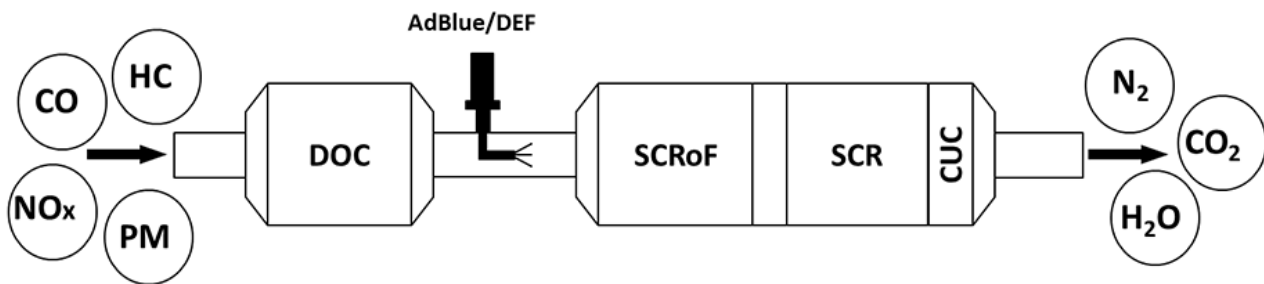 AdBlue/DEF
HC
CO
NOx
PM
DOC
SCRoF
SCR
CUC
N₂
CO₂
H₂O